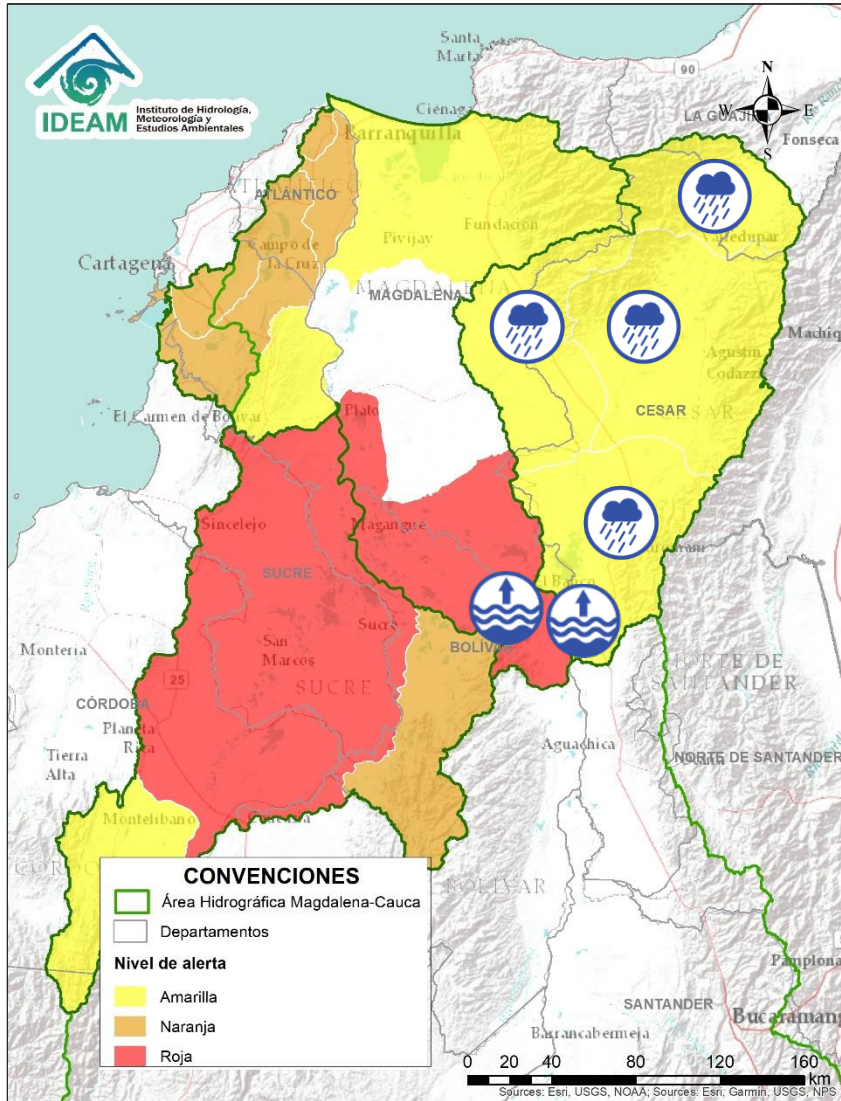 IDEAM
Instituto de Hidrología,
Meteorología y
Estudios Ambientales
Santa
Marta
90
N
W
E
S
LA GUAJIRA
Fonseca
Ciénaga
Barranquilla
ATLÁNTICO
Pivijay
Fundación
Valledupar
Campo de
la Cruz
Cartagena
MAGDALENA
MAGDALENA
Agustín
Codazzi
CESAR
El Carmen de Bolívar
Plato
Sincelejo
Magangue
SUCRE
El Banco
Sucre
BOLÍVAR
San
Marcos
SUCRE
Montería
25
CÓRDOBA
Planeta
Rica
Tierra
Alta
NORTE DE
SANTANDER
Aguachica
NORTE DE SANTANDER
Montelibano
BOLÍVAR
CONVENCIONES
Área Hidrográfica Magdalena-Cauca
Departamentos
Nivel de alerta
Amarilla
Naranja
Roja
Pamplona
SANTANDER
Barrancabermeja
0 20 40 80 120 160
km
Sources: Esri, USGS, NOAA; Sources: Esri, Garmin, USGS, NPS